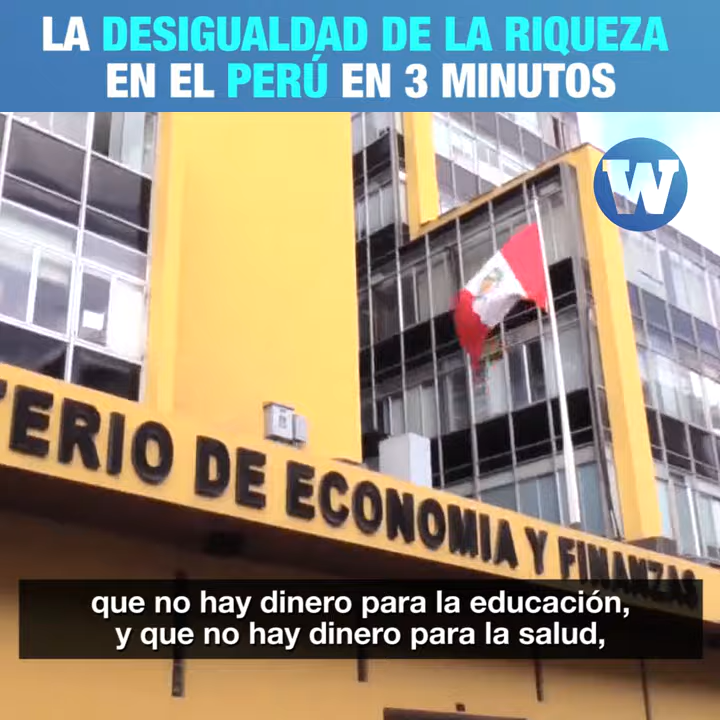 LA DESIGUALDAD DE LA RIQUEZA
EN EL PERÚ EN 3 MINUTOS
W
TERIO DE ECONOMIA Y FINANZAS
que no hay dinero para la educación,
y que no hay dinero para la salud,